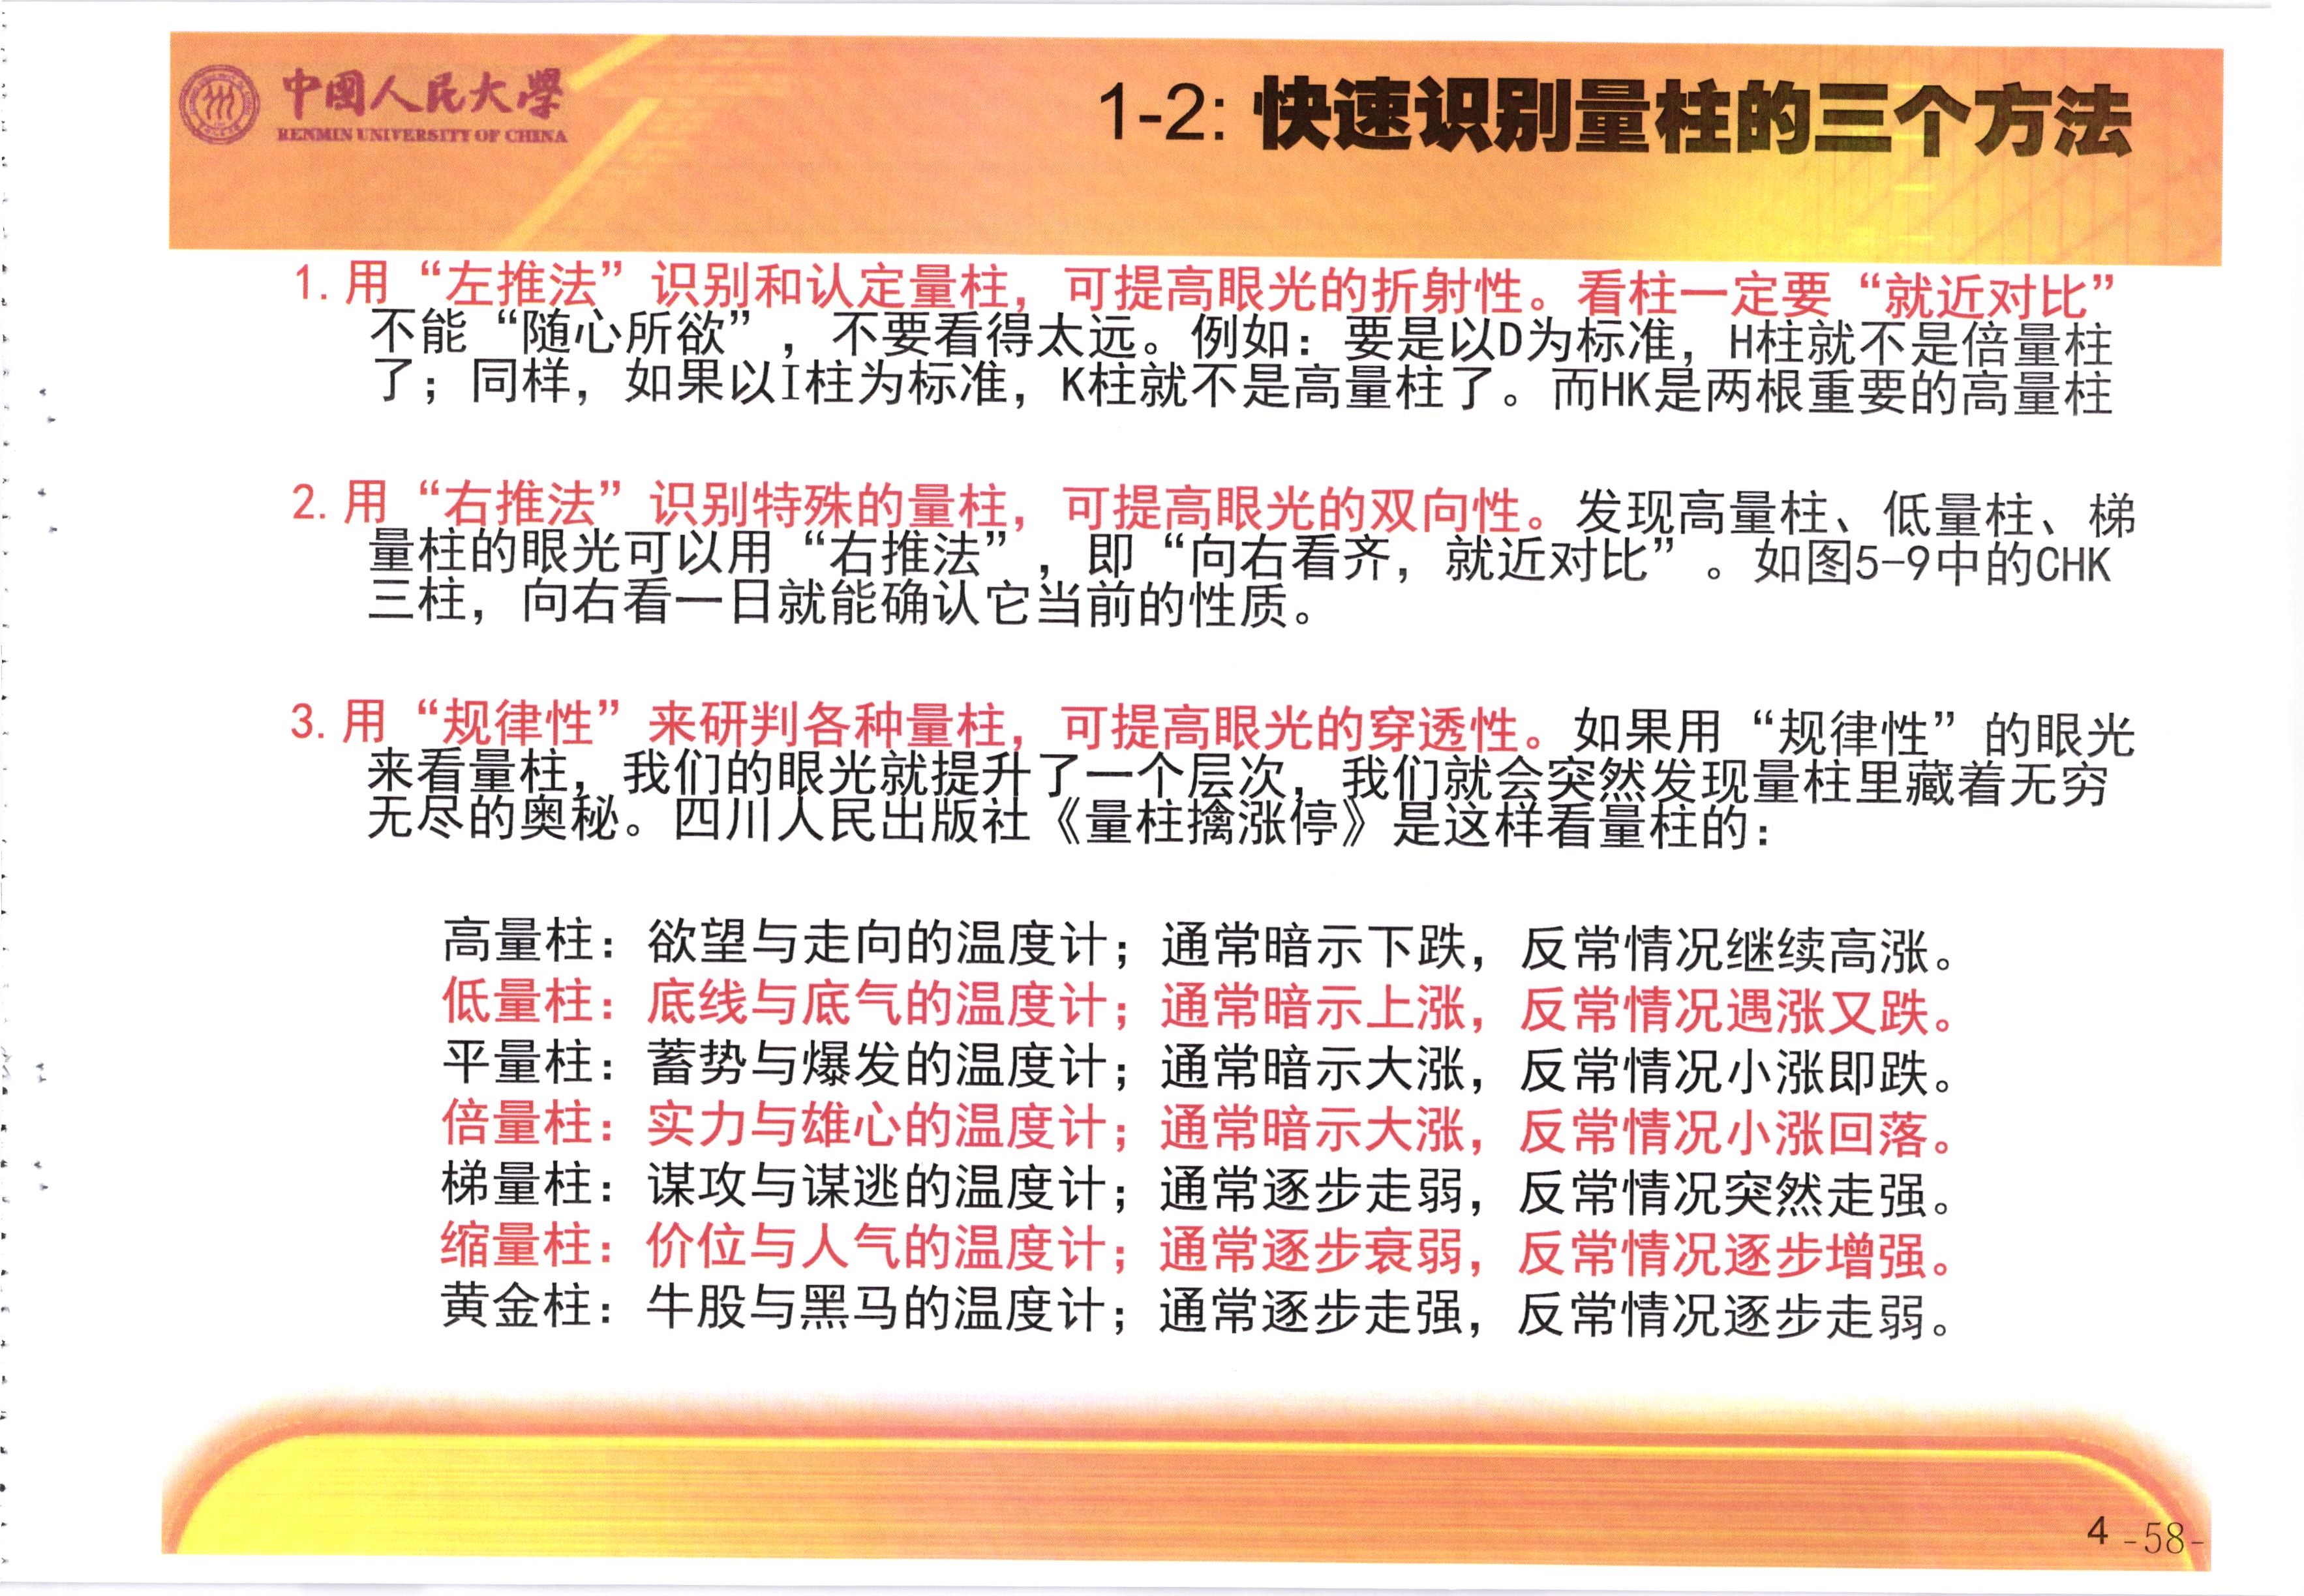 中国人民大学
RENMIN UNIVERSITY OF CHINA
1-2: 快速识别量柱的三个方法
1. 用“左推法”识别和认定量柱，可提高眼光的折射性。看柱一定要“就近对比”
不能“随心所欲”，不要看得太远。例如：要是以D为标准，H柱就不是倍量柱
了；同样，如果以I柱为标准，K柱就不是高量柱了。而HK是两根重要的高量柱
2. 用“右推法”识别特殊的量柱，可提高眼光的双向性。发现高量柱、低量柱、梯
量柱的眼光可以用“右推法”，即“向右看齐，就近对比”。如图5-9中的CHK
三柱，向右看一日就能确认它当前的性质。
3. 用“规律性”来研判各种量柱，可提高眼光的穿透性。如果用“规律性”的眼光
来看量柱，我们的眼光就提升了一个层次，我们就会突然发现量柱里藏着无穷
无尽的奥秘。四川人民出版社《量柱擒涨停》是这样看量柱的：
高量柱：欲望与走向的温度计；通常暗示下跌，反常情况继续高涨。
低量柱：底线与底气的温度计；通常暗示上涨，反常情况遇涨又跌。
平量柱：蓄势与爆发的温度计；通常暗示大涨，反常情况小涨即跌。
倍量柱：实力与雄心的温度计；通常暗示大涨，反常情况小涨回落。
梯量柱：谋攻与谋逃的温度计；通常逐步走弱，反常情况突然走强。
缩量柱：价位与人气的温度计；通常逐步衰弱，反常情况逐步增强。
黄金柱：牛股与黑马的温度计；通常逐步走强，反常情况逐步走弱。
4 -58-